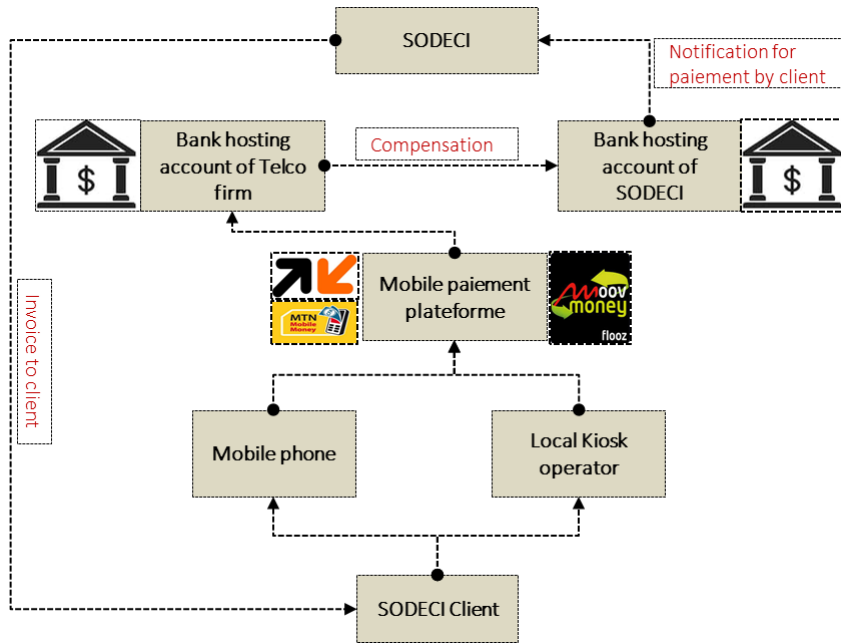 SODECI
Notification for
paiement by client
Bank hosting
account of Telco
firm
$
Compensation
Bank hosting
account of
SODECI
$
Mobile paiement
plateforme
MTN
Mobile
Money
moov
money
flooz
Invoice to client
Mobile phone
Local Kiosk
operator
SODECI Client